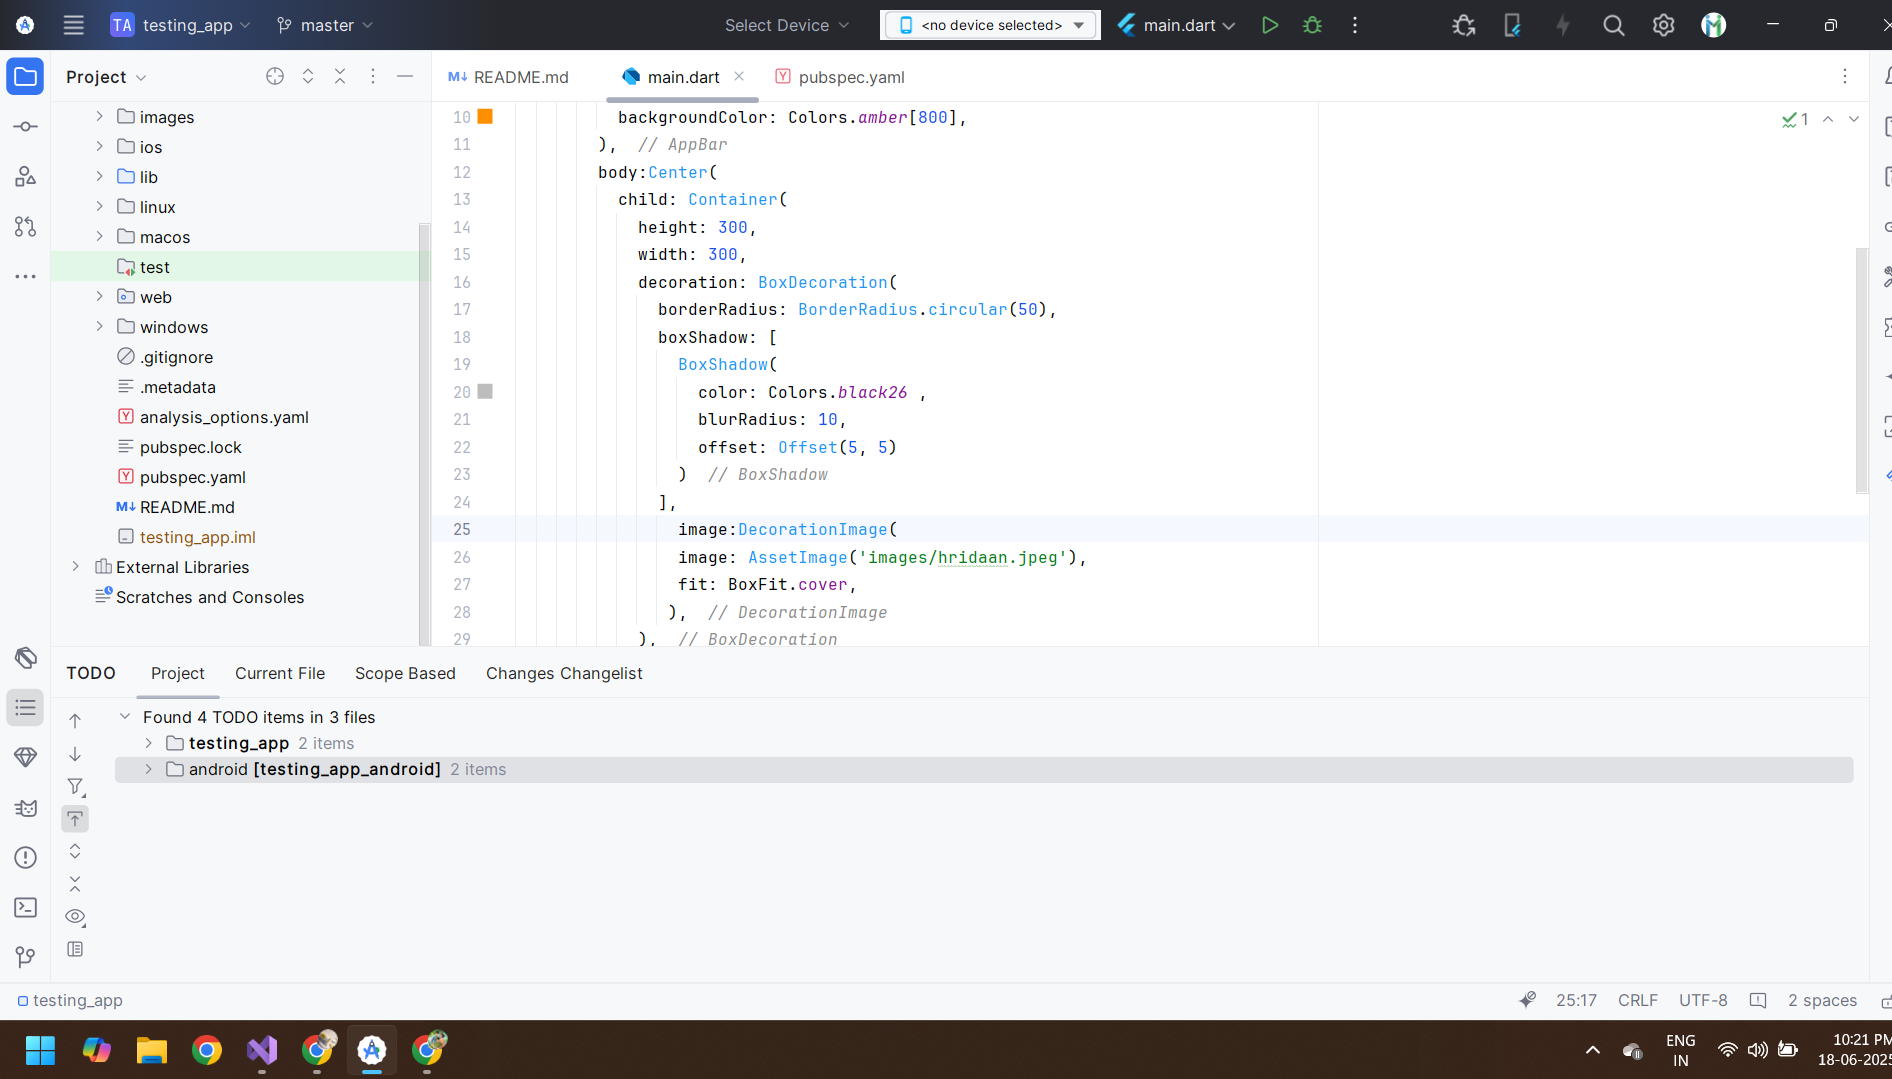 TA testing_app master Select Device <no device selected> main.dart
Project
README.md main.dart pubspec.yaml
images
ios
lib
linux
macos
test
web
windows
.gitignore
.metadata
analysis_options.yaml
pubspec.lock
pubspec.yaml
M↓ README.md
testing_app.iml
External Libraries
Scratches and Consoles
10 backgroundColor: Colors.amber[800],
11 ), // AppBar
12 body:Center(
13 child: Container(
14 height: 300,
15 width: 300,
16 decoration: BoxDecoration(
17 borderRadius: BorderRadius.circular(50),
18 boxShadow: [
19 BoxShadow(
20 color: Colors.black26 ,
21 blurRadius: 10,
22 offset: Offset(5, 5)
23 ) // BoxShadow
24 ],
25 image:DecorationImage(
26 image: AssetImage('images/hridaan.jpeg'),
27 fit: BoxFit.cover,
28 ), // DecorationImage
29 ), // BoxDecoration
1
TODO Project Current File Scope Based Changes Changelist
Found 4 TODO items in 3 files
testing_app 2 items
android [testing_app_android] 2 items
testing_app 25:17 CRLF UTF-8 2 spaces
ENG
IN
10:21 PM
18-06-2025